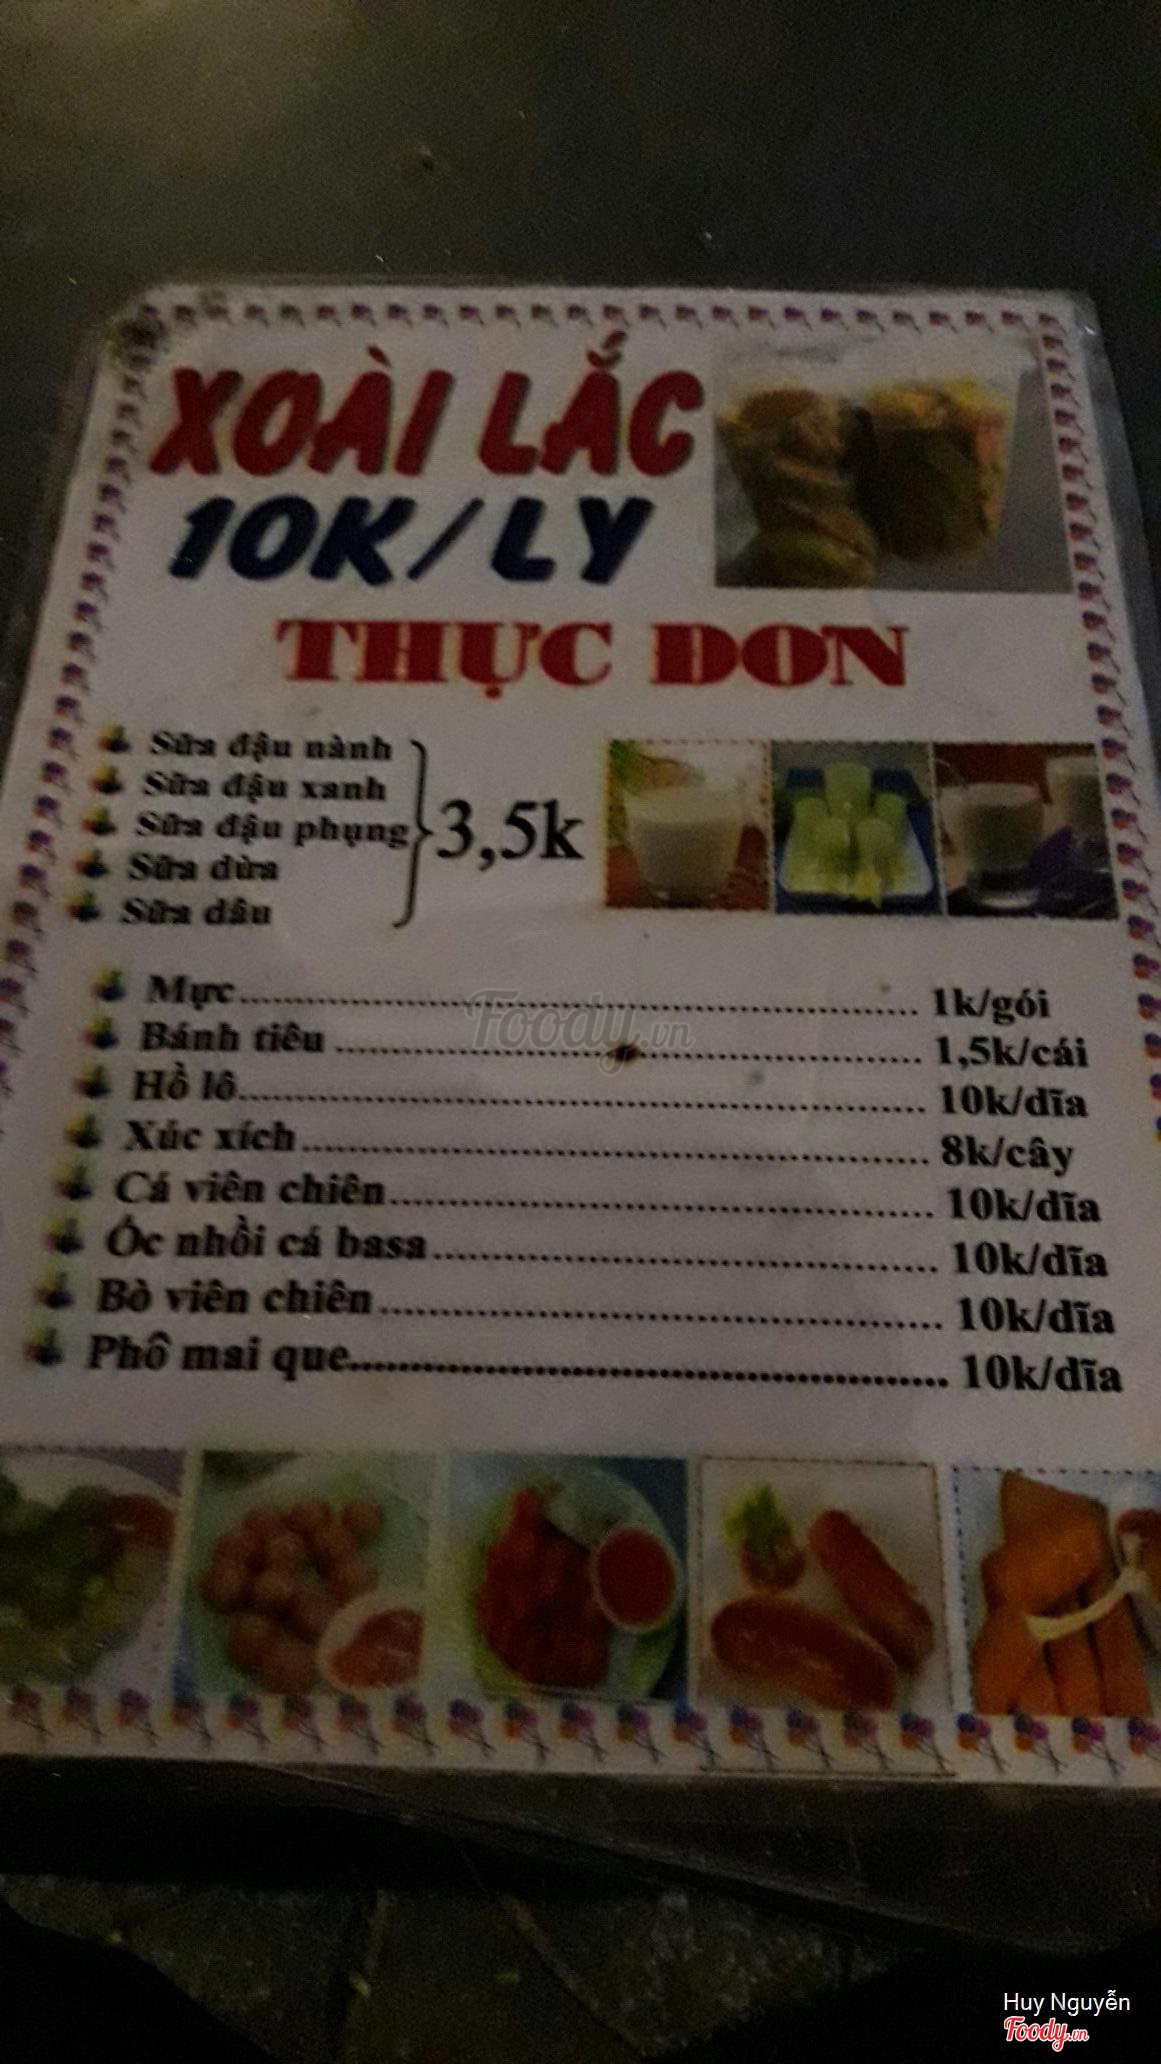 XOÀI LẮC
10K/LY
THỰC ĐƠN
Sữa đậu nành
Sữa đậu xanh
Sữa đậu phụng
Sữa dừa
Sữa dâu
3,5k
Mực........ 1k/gói
Bánh tiêu........ 1,5k/cái
Hồ lô........ 10k/dĩa
Xúc xích........ 8k/cây
Cá viên chiên........ 10k/dĩa
Ốc nhồi cá basa........ 10k/dĩa
Bò viên chiên........ 10k/dĩa
Phô mai que........ 10k/dĩa
Foody.vn
Huy Nguyễn
Foody.vn